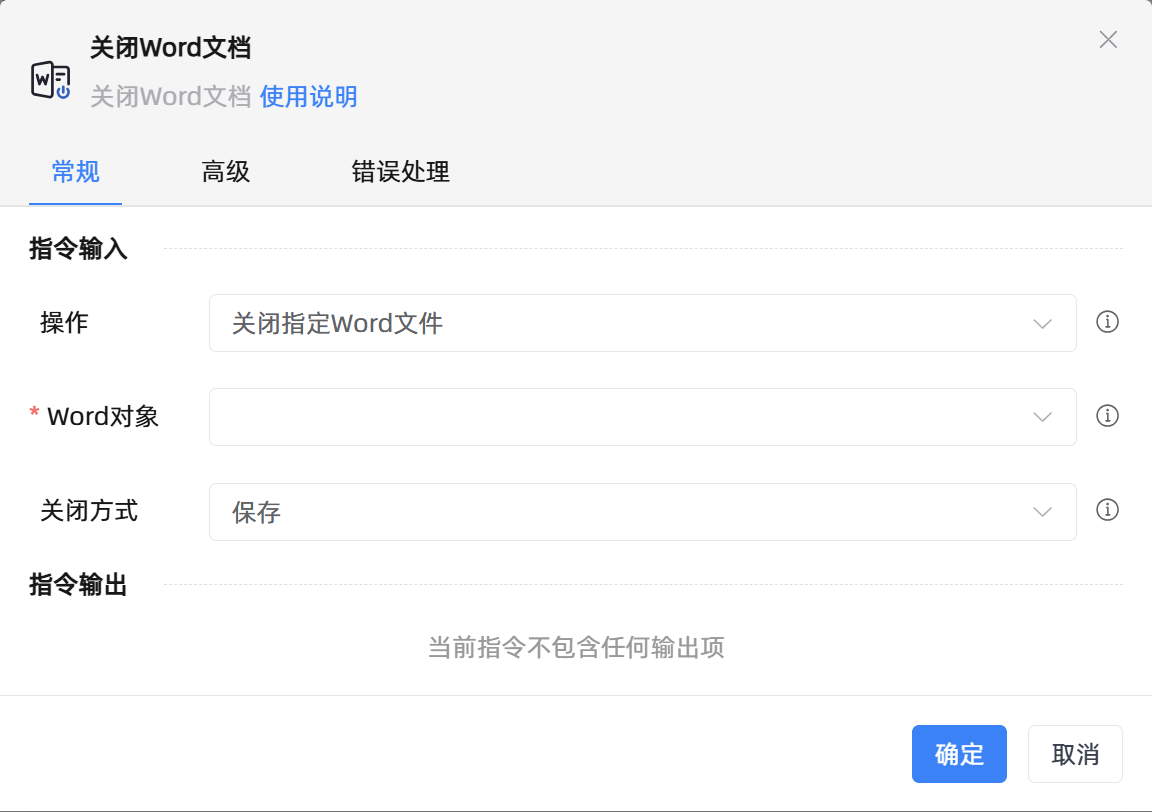 关闭Word文档
关闭Word文档 使用说明
常规 高级 错误处理
指令输入
操作 关闭指定Word文件
* Word对象
关闭方式 保存
指令输出
当前指令不包含任何输出项
确定 取消